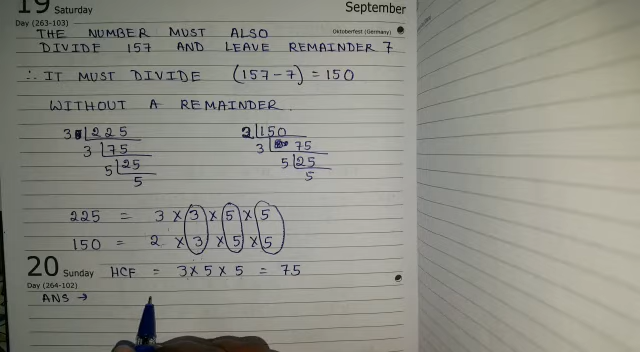 19 Saturday September
Day (263-103)
Oktoberfest (Germany)
THE NUMBER MUST ALSO
DIVIDE 157 AND LEAVE REMAINDER 7
∴ IT MUST DIVIDE (157-7) = 150
WITHOUT A REMAINDER.
3 225 2 150
3 75 3 75
5 25 5 25
5 5
225 = 3 × 3 × 5 × 5
150 = 2 × 3 × 5 × 5
20 Sunday HCF = 3 × 5 × 5 = 75
Day (264-102)
ANS →